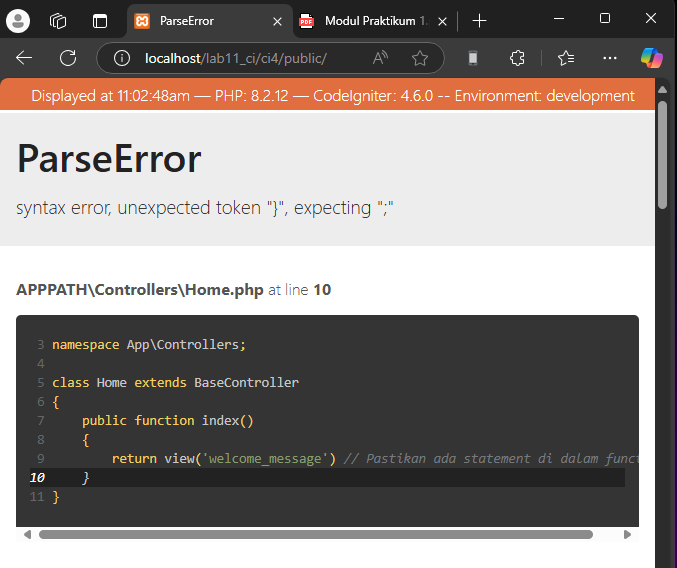 ParseError
PDF
Modul Praktikum 1.
localhost/lab11_ci/ci4/public/
Displayed at 11:02:48am — PHP: 8.2.12 — CodeIgniter: 4.6.0 -- Environment: development
ParseError
syntax error, unexpected token "}", expecting ";"
APPPATH\Controllers\Home.php at line 10
3 namespace App\Controllers;
4
5 class Home extends BaseController
6 {
7     public function index()
8     {
9         return view('welcome_message') // Pastikan ada statement di dalam funct
10     }
11 }